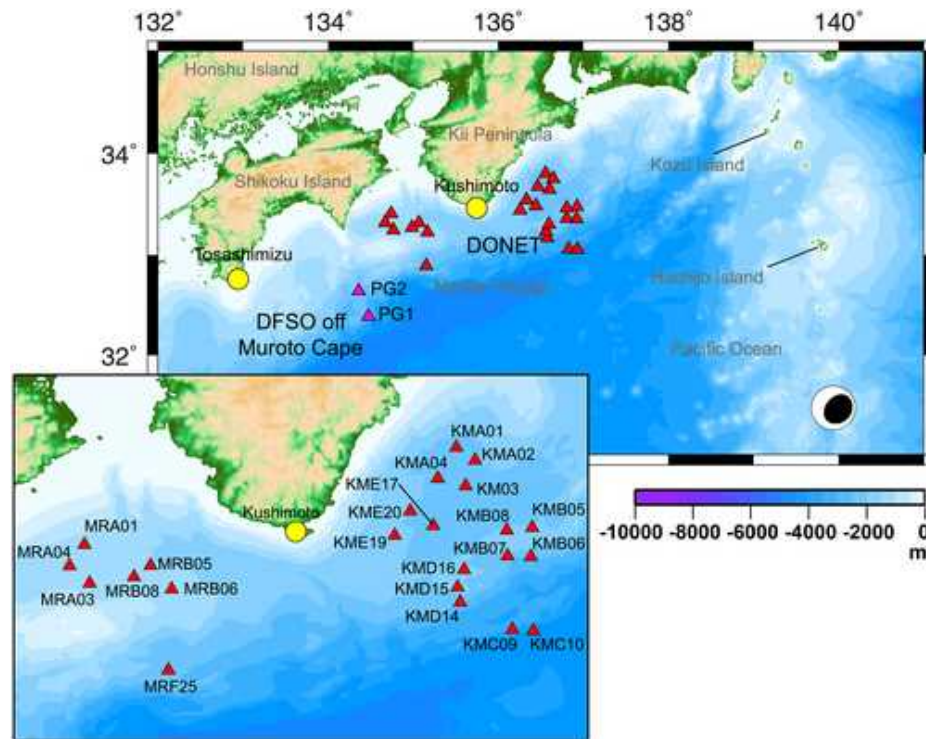 132° 134° 136° 138° 140°
Honshu Island
34°
Kii Peninsula
Kozu Island
Shikoku Island
Kushimoto
DONET
Tosashimizu
Hachijo Island
PG2
Nankai Trough
PG1
DFSO off
Muroto Cape
32°
Pacific Ocean
KMA01
KMA02
KMA04
KME17
KM03
KME20
Kushimoto
KMB08
KMB05
MRA01
KME19
KMB07
KMB06
MRA04
MRB05
KMD16
MRA03
MRB08
MRB06
KMD15
KMD14
KMC09
KMC10
MRF25
-10000 -8000 -6000 -4000 -2000 0
m